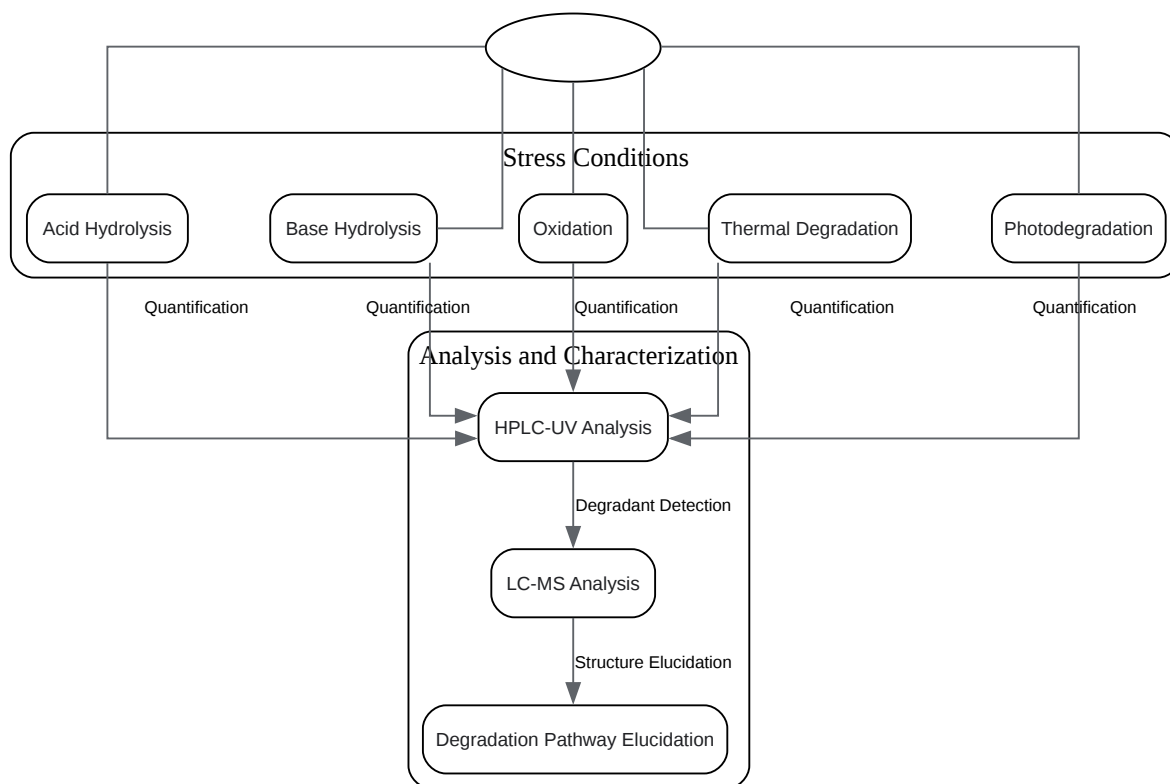 Stress Conditions
Acid Hydrolysis
Base Hydrolysis
Oxidation
Thermal Degradation
Photodegradation
Quantification
Quantification
Quantification
Quantification
Quantification
Analysis and Characterization
HPLC-UV Analysis
Degradant Detection
LC-MS Analysis
Structure Elucidation
Degradation Pathway Elucidation